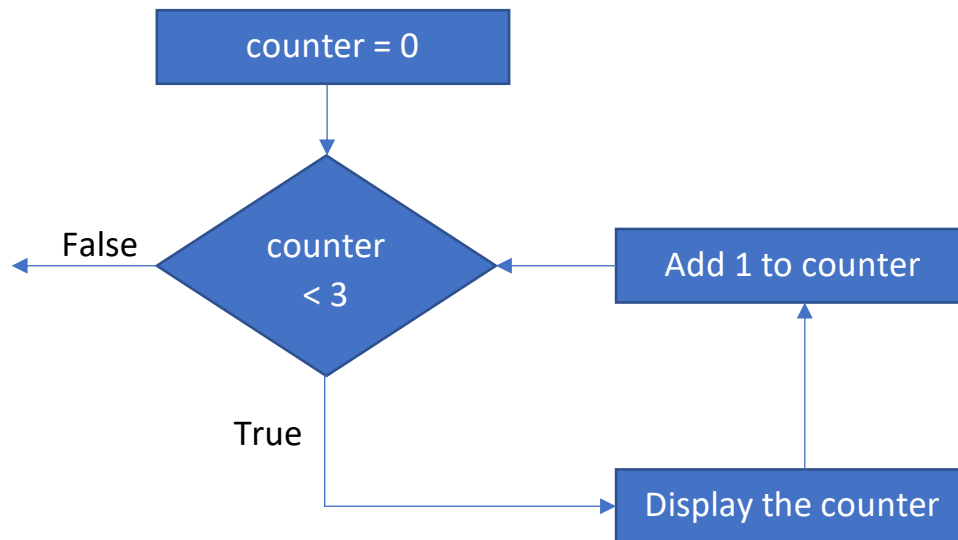 counter = 0
False
counter
< 3
Add 1 to counter
True
Display the counter